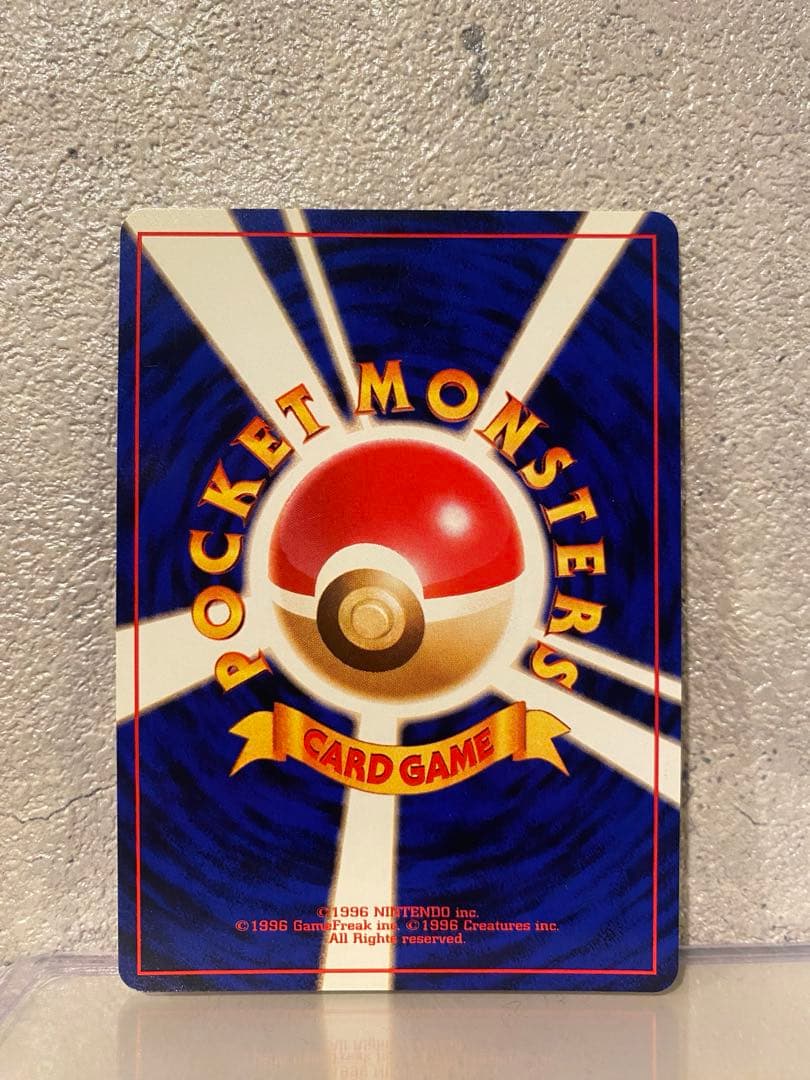 POCKET MONSTERS
CARD GAME
©1996 NINTENDO inc.
©1996 GameFreak inc. ©1996 Creatures inc.
All Rights reserved.